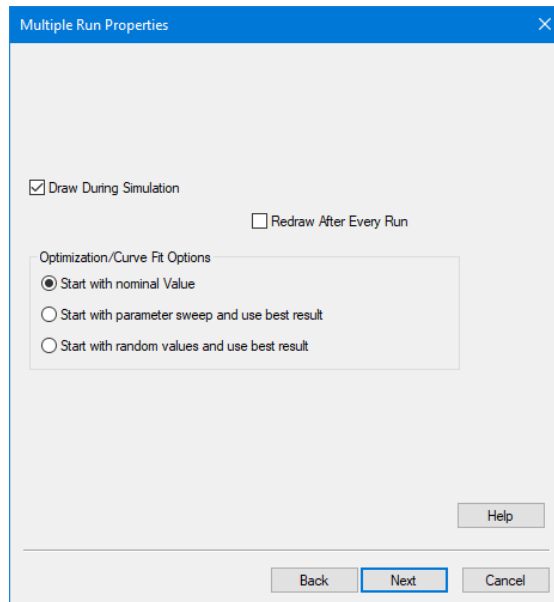 Multiple Run Properties
Draw During Simulation
Redraw After Every Run
Optimization/Curve Fit Options
Start with nominal Value
Start with parameter sweep and use best result
Start with random values and use best result
Help
Back Next Cancel